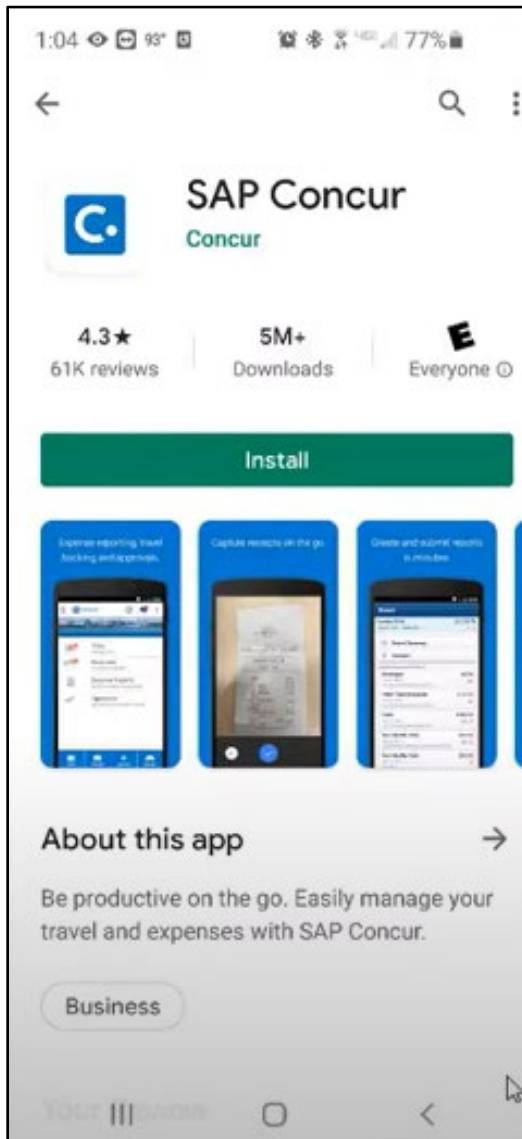 1:04 93° 77%
SAP Concur
C.
Concur
4.3★ 5M+ E
61K reviews Downloads Everyone
Install
Expense reporting, travel
booking and approvals.
Capture receipts on the go
Create and submit reports
in minutes
About this app
Be productive on the go. Easily manage your
travel and expenses with SAP Concur.
Business